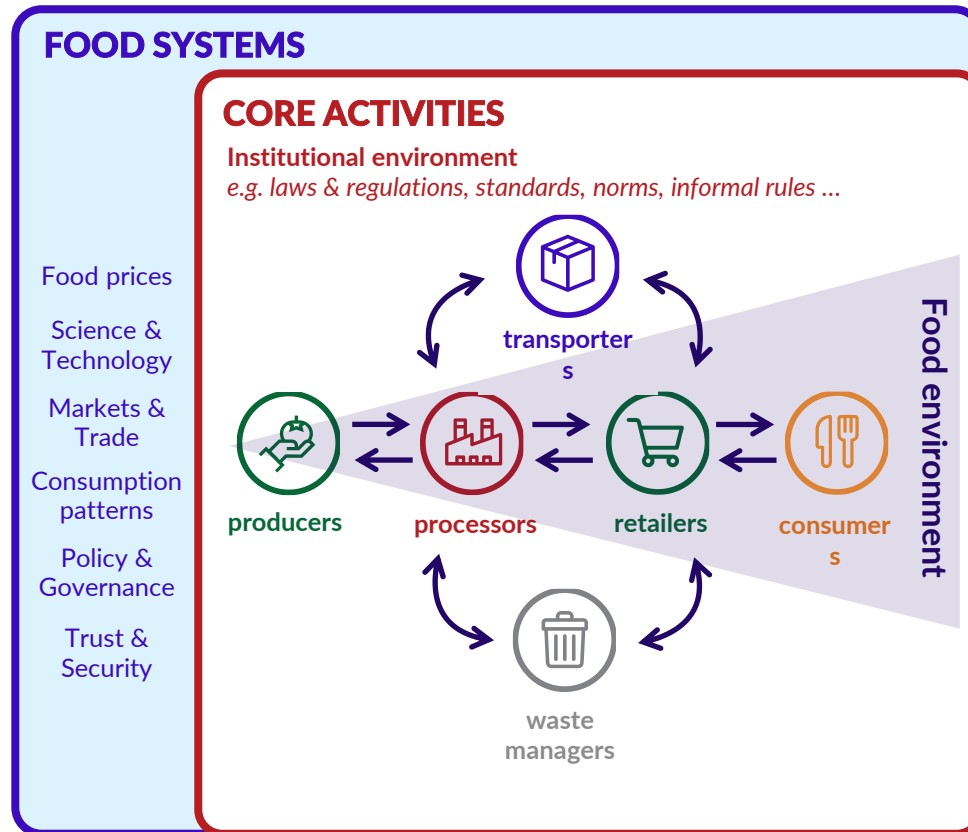 FOOD SYSTEMS
CORE ACTIVITIES
Institutional environment
e.g. laws & regulations, standards, norms, informal rules ...
Food prices
Science &
Technology
Markets &
Trade
Consumption
patterns
Policy &
Governance
Trust &
Security
transporter
s
producers
processors
retailers
consumer
s
waste
managers
Food environment